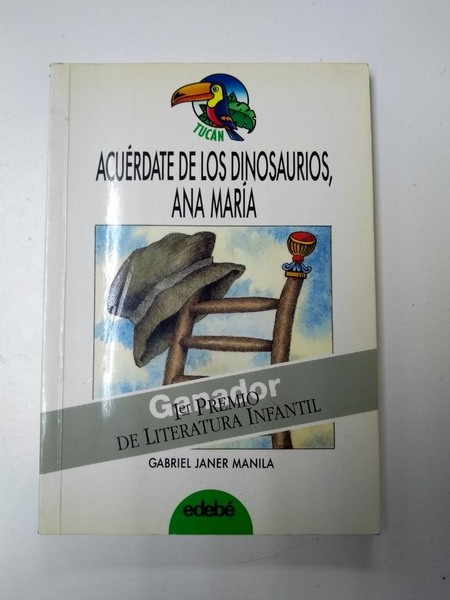 TUCÁN
ACUÉRDATE DE LOS DINOSAURIOS,
ANA MARÍA
Ganador
1er PREMIO
DE LITERATURA INFANTIL
GABRIEL JANER MANILA
edebé